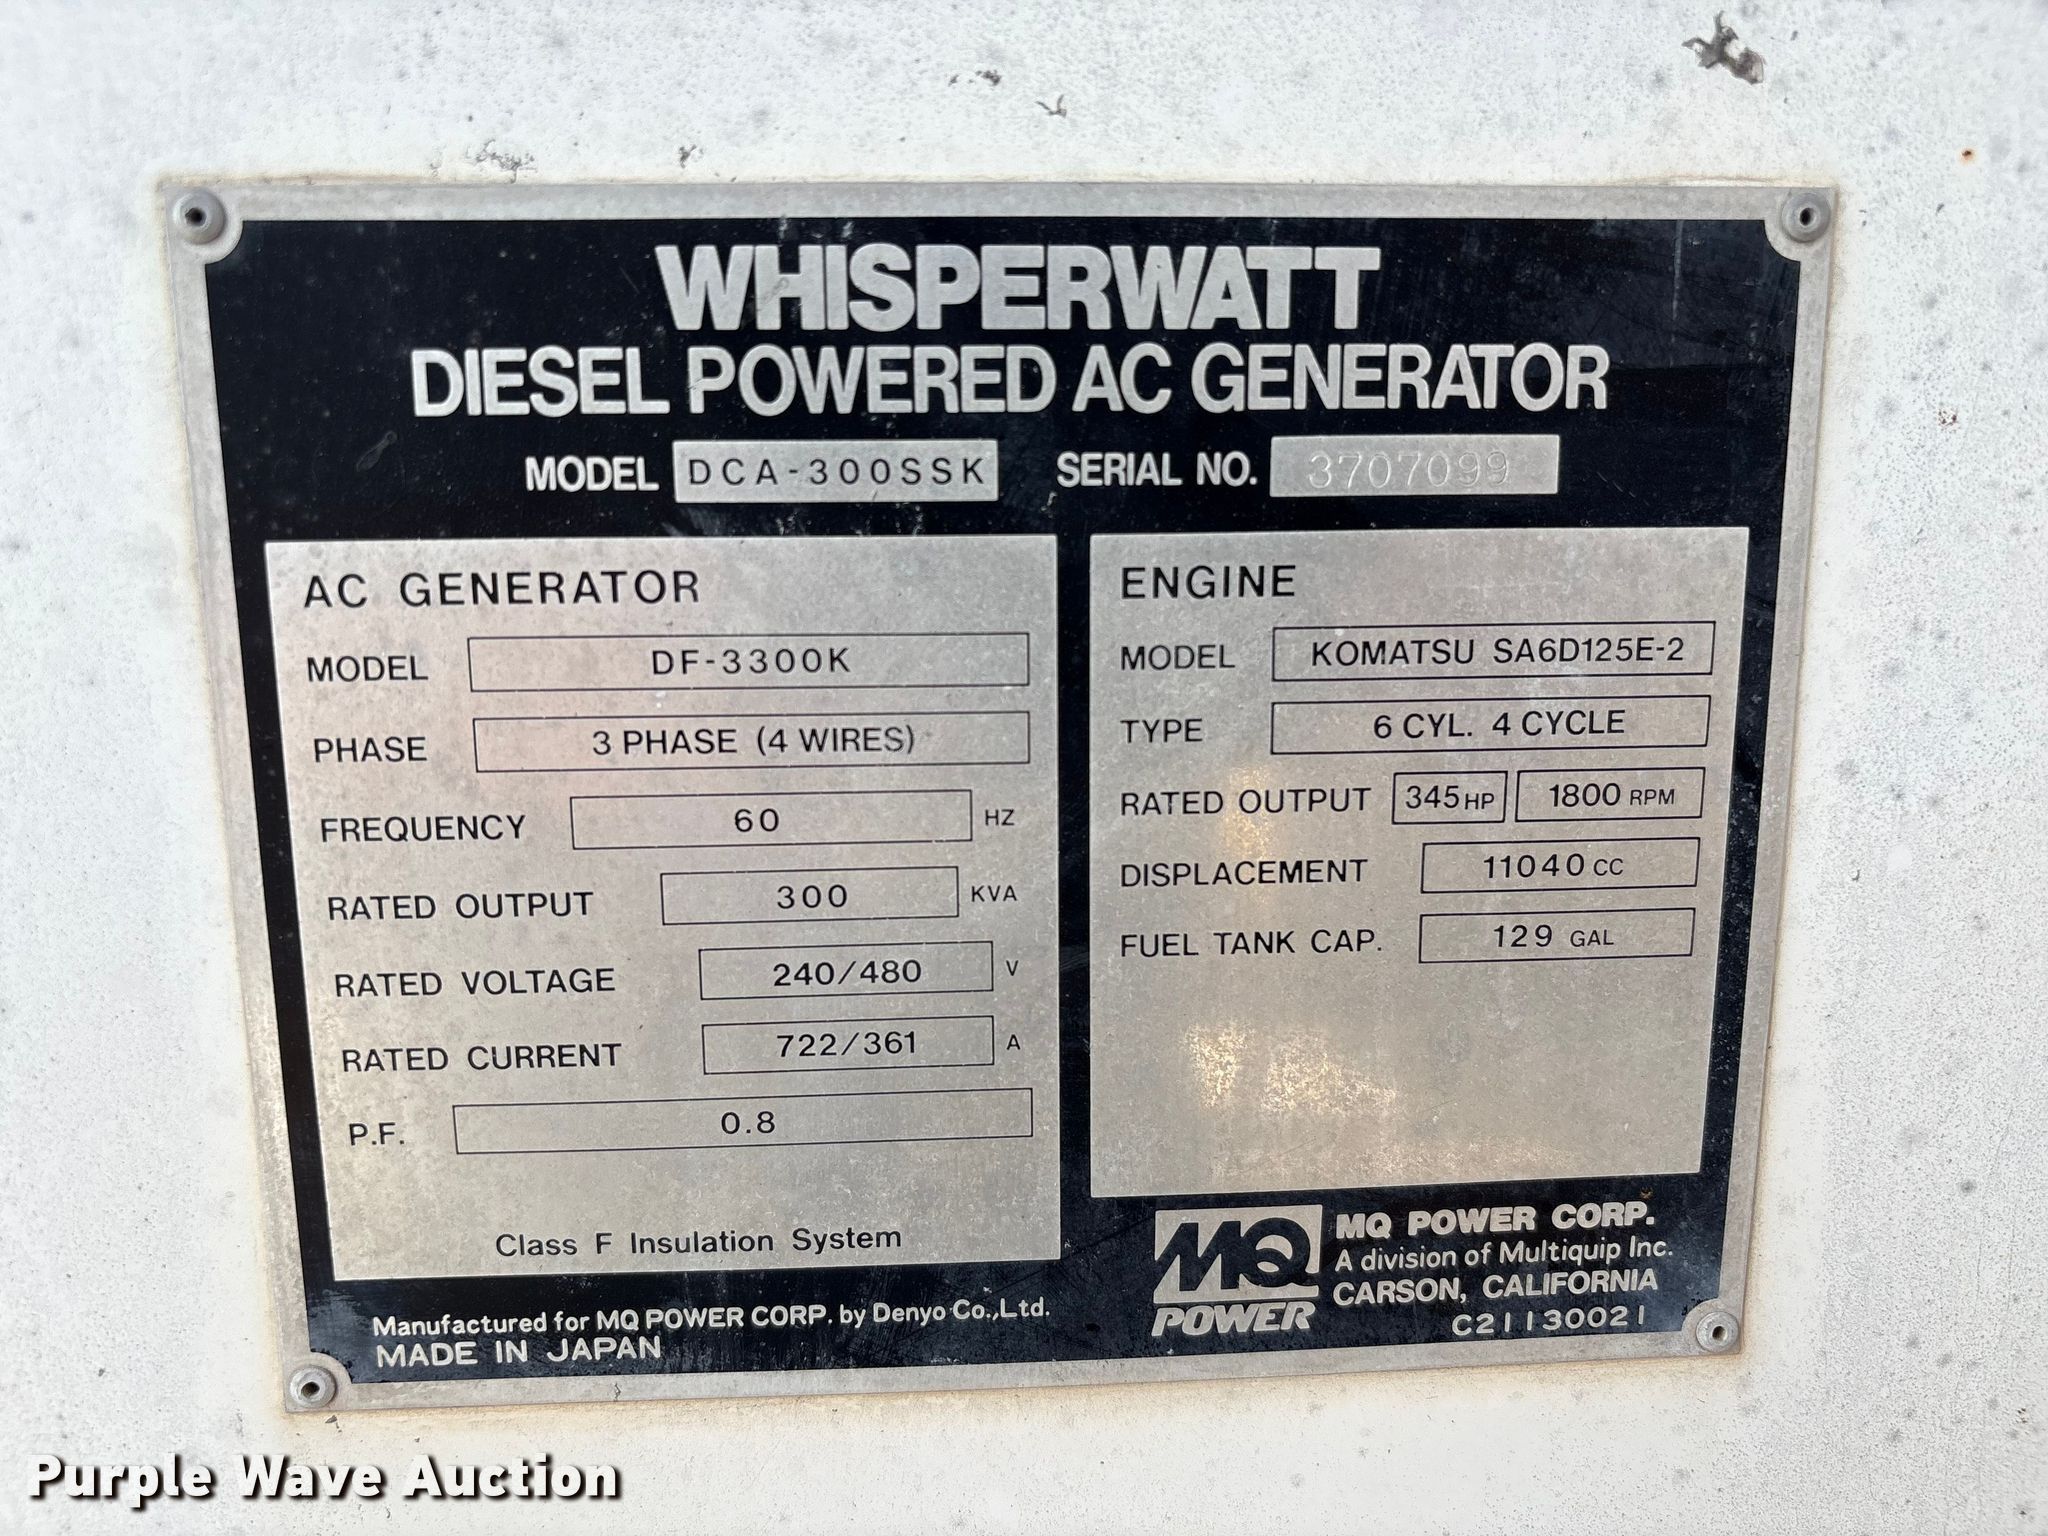 WHISPERWATT
DIESEL POWERED AC GENERATOR
MODEL DCA-300SSK SERIAL NO. 3707099
AC GENERATOR
MODEL DF-3300K
PHASE 3 PHASE (4 WIRES)
FREQUENCY 60 HZ
RATED OUTPUT 300 KVA
RATED VOLTAGE 240/480 V
RATED CURRENT 722/361 A
P.F. 0.8
Class F Insulation System
ENGINE
MODEL KOMATSU SA6D125E-2
TYPE 6 CYL. 4 CYCLE
RATED OUTPUT 345 HP 1800 RPM
DISPLACEMENT 11040 CC
FUEL TANK CAP. 129 GAL
Manufactured for MQ POWER CORP. by Denyo Co.,Ltd.
MADE IN JAPAN
MQ
POWER
MQ POWER CORP.
A division of Multiquip Inc.
CARSON, CALIFORNIA
C21130021
Purple Wave Auction